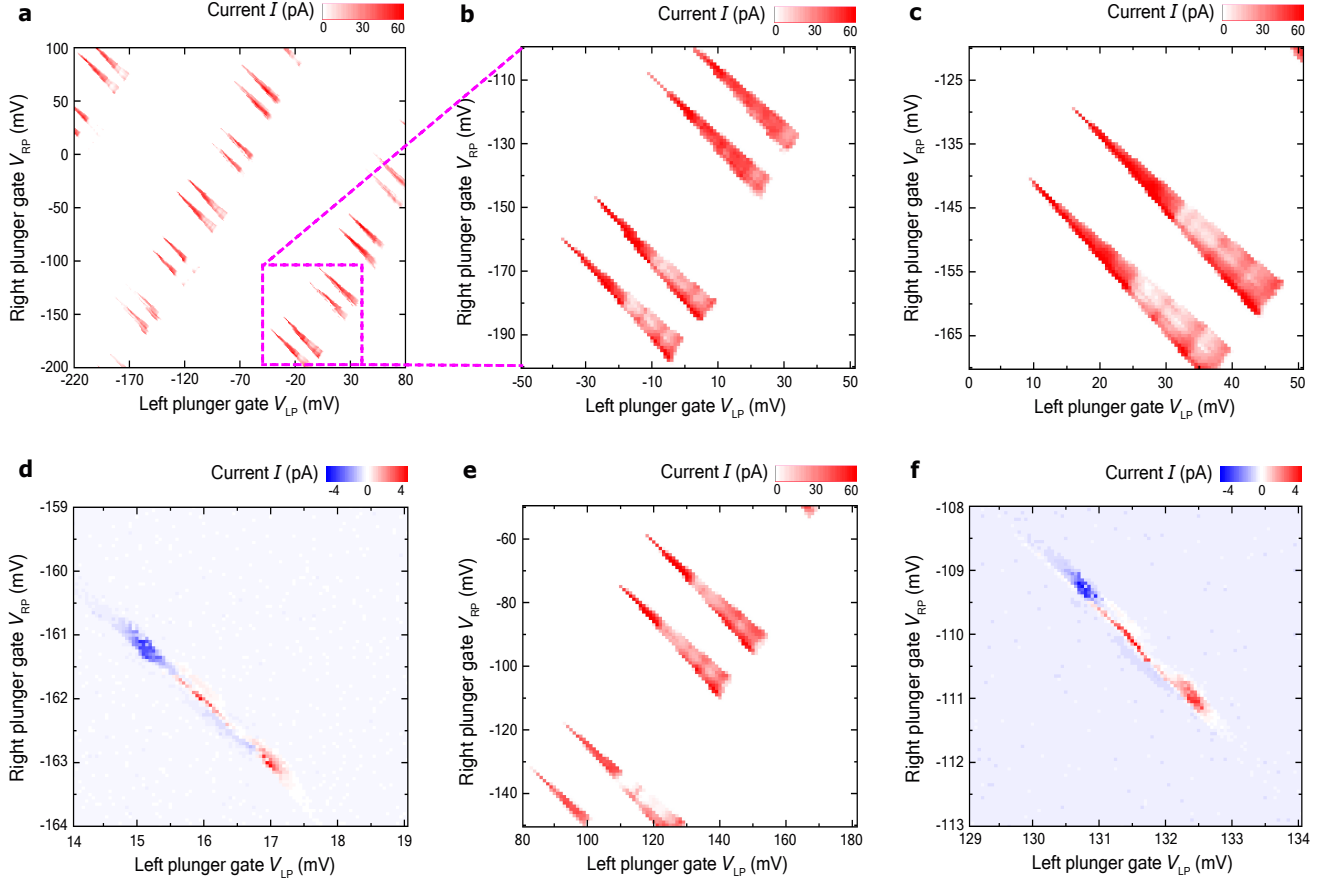 a
Current I (pA)
0 30 60
Right plunger gate VRP (mV)
100
50
0
-50
-100
-150
-200
-220 -170 -120 -70 -20 30 80
Left plunger gate VLP (mV)
b
Current I (pA)
0 30 60
Right plunger gate VRP (mV)
-110
-130
-150
-170
-190
-50 -30 -10 10 30 50
Left plunger gate VLP (mV)
c
Current I (pA)
0 30 60
Right plunger gate VRP (mV)
-125
-135
-145
-155
-165
0 10 20 30 40 50
Left plunger gate VLP (mV)
d
Current I (pA)
-4 0 4
Right plunger gate VRP (mV)
-159
-160
-161
-162
-163
-164
14 15 16 17 18 19
Left plunger gate VLP (mV)
e
Current I (pA)
0 30 60
Right plunger gate VRP (mV)
-60
-80
-100
-120
-140
80 100 120 140 160 180
Left plunger gate VLP (mV)
f
Current I (pA)
-4 0 4
Right plunger gate VRP (mV)
-108
-109
-110
-111
-112
-113
129 130 131 132 133 134
Left plunger gate VLP (mV)